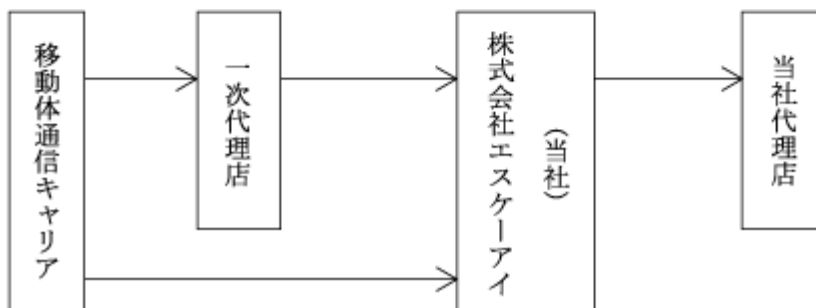 移動体通信キャリア
一次代理店
株式会社エスケーアイ
（当社）
当社代理店